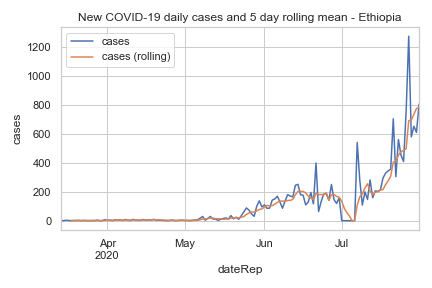 New COVID-19 daily cases and 5 day rolling mean - Ethiopia
cases
cases (rolling)
1200
1000
800
600
400
200
0
cases
Apr
2020
May
Jun
Jul
dateRep